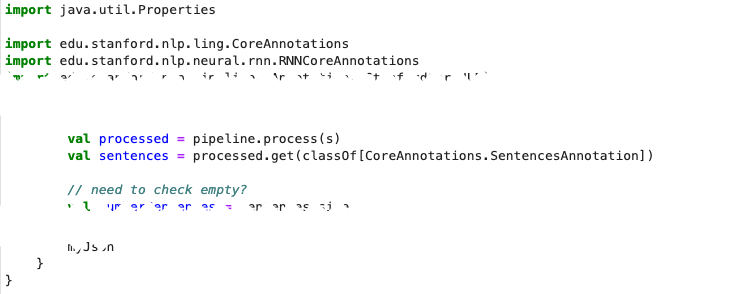 import java.util.Properties
import edu.stanford.nlp.ling.CoreAnnotations
import edu.stanford.nlp.neural.rnn.RNNCoreAnnotations
val processed = pipeline.process(s)
val sentences = processed.get(classOf[CoreAnnotations.SentencesAnnotation])
// need to check empty?
myJson
}
}